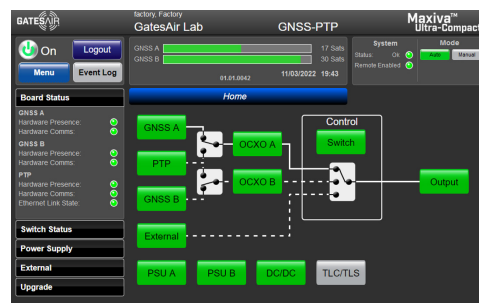 GATESAIR
factory, Factory
GatesAir Lab
GNSS-PTP
Maxiva™
Ultra-Compact
On
Logout
Menu
Event Log
GNSS A
17 Sats
GNSS B
30 Sats
01.01.0042
11/03/2022 19:43
System
Status: Ok
Remote Enabled
Mode
Auto
Manual
Board Status
Home
GNSS A
Hardware Presence:
Hardware Comms:
GNSS B
Hardware Presence:
Hardware Comms:
PTP
Hardware Presence:
Hardware Comms:
Ethernet Link State:
Switch Status
Power Supply
External
Upgrade
GNSS A
PTP
GNSS B
External
OCXO A
OCXO B
Control
Switch
Output
PSU A
PSU B
DC/DC
TLC/TLS